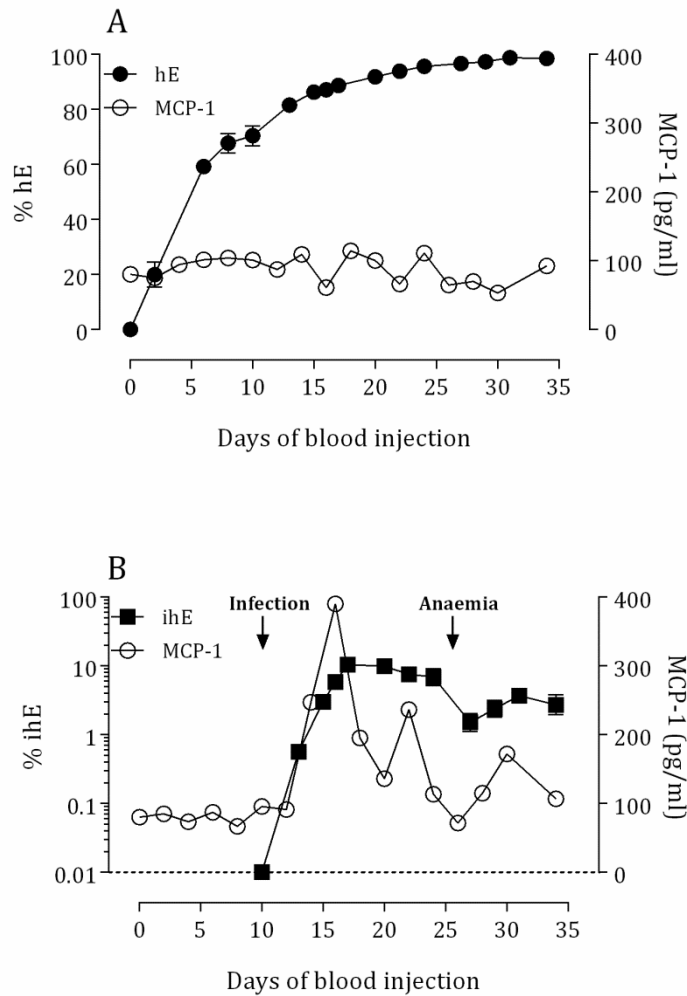 A
hE
MCP-1
100
80
60
40
20
0
% hE
400
300
200
100
0
MCP-1 (pg/ml)
0 5 10 15 20 25 30 35
Days of blood injection
B
Infection Anaemia
ihE
MCP-1
100
10
1
0.1
0.01
% ihE
400
300
200
100
0
MCP-1 (pg/ml)
0 5 10 15 20 25 30 35
Days of blood injection